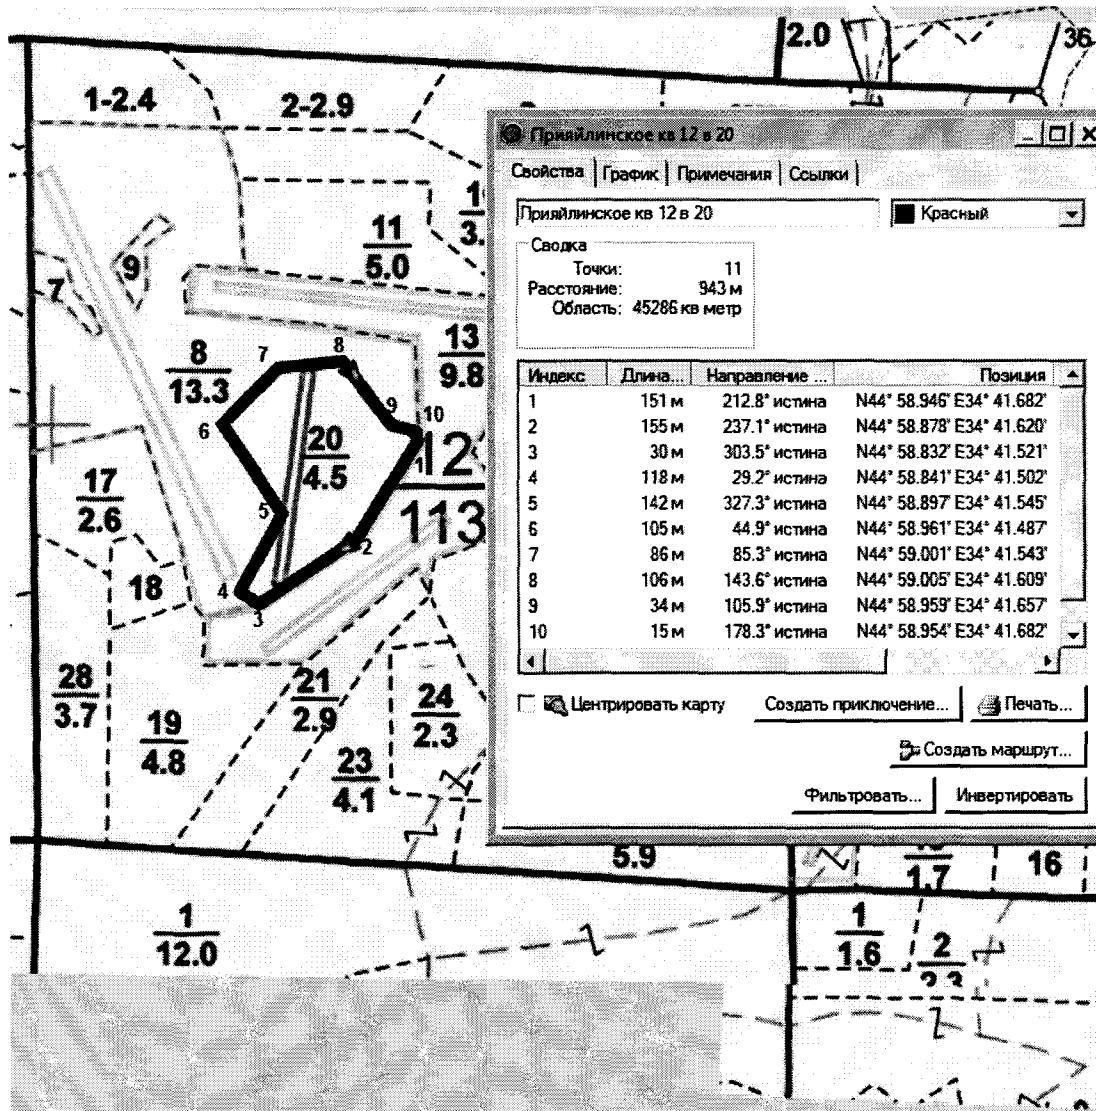 2.0
36
1-2.4
2-2.9
11
5.0
9
7
13
9.8
8
13.3
7
8
9
10
6
20
4.5
12
1
113
17
2.6
5
2
18
4
3
28
3.7
21
2.9
24
2.3
19
4.8
23
4.1
5.9
1.7
16
1
12.0
1
1.6
2
Прияйлинское кв 12 в 20
Свойства График Примечания Ссылки
Прияйлинское кв 12 в 20 Красный
Сводка
Точки: 11
Расстояние: 943 м
Область: 45286 кв метр
Индекс Длина... Направление ... Позиция
1 151 м 212.8° истина N44° 58.946' E34° 41.682'
2 155 м 237.1° истина N44° 58.878' E34° 41.620'
3 30 м 303.5° истина N44° 58.832' E34° 41.521'
4 118 м 29.2° истина N44° 58.841' E34° 41.502'
5 142 м 327.3° истина N44° 58.897' E34° 41.545'
6 105 м 44.9° истина N44° 58.961' E34° 41.487'
7 86 м 85.3° истина N44° 59.001' E34° 41.543'
8 106 м 143.6° истина N44° 59.005' E34° 41.609'
9 34 м 105.9° истина N44° 58.959' E34° 41.657'
10 15 м 178.3° истина N44° 58.954' E34° 41.682'
Центрировать карту Создать приключение... Печать...
Создать маршрут...
Фильтровать... Инвертировать